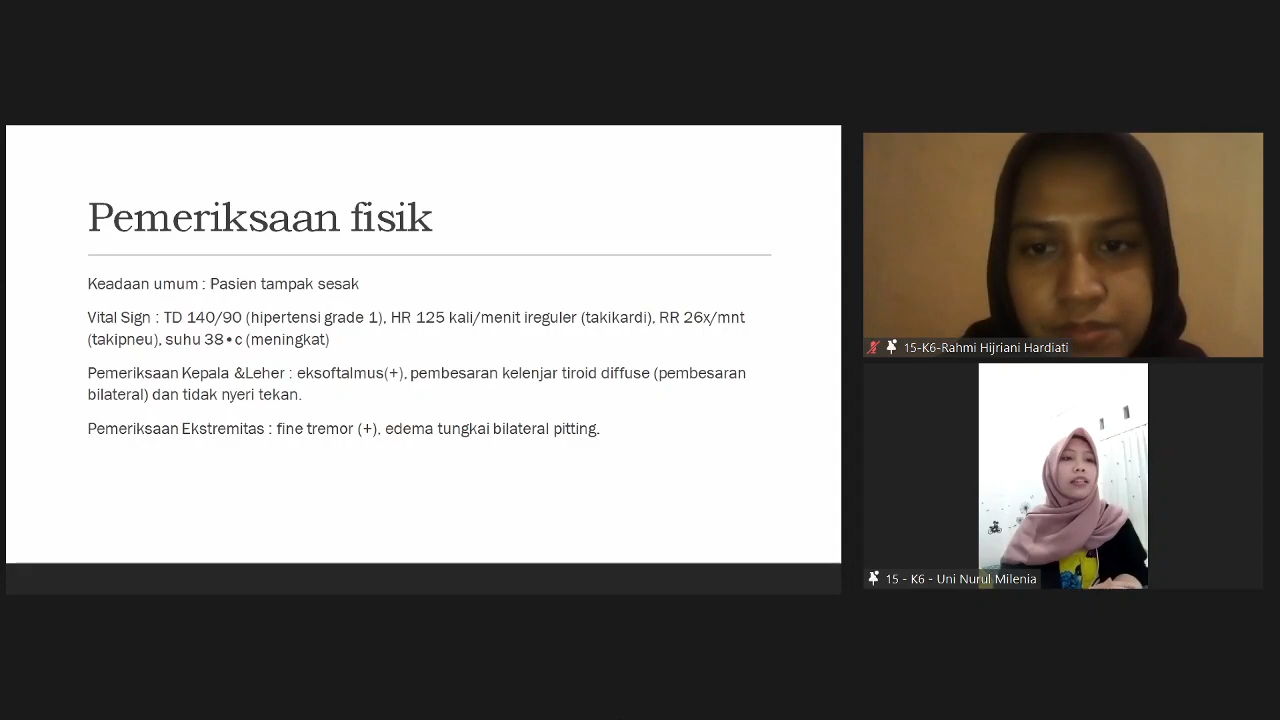 Pemeriksaan fisik
Keadaan umum : Pasien tampak sesak
Vital Sign : TD 140/90 (hipertensi grade 1), HR 125 kali/menit ireguler (takikardi), RR 26x/mnt
(takipneu), suhu 38•c (meningkat)
Pemeriksaan Kepala &Leher : eksoftalmus(+), pembesaran kelenjar tiroid diffuse (pembesaran
bilateral) dan tidak nyeri tekan.
Pemeriksaan Ekstremitas : fine tremor (+), edema tungkai bilateral pitting.
15-K6-Rahmi Hijriani Hardiati
15 - K6 - Uni Nurul Milenia